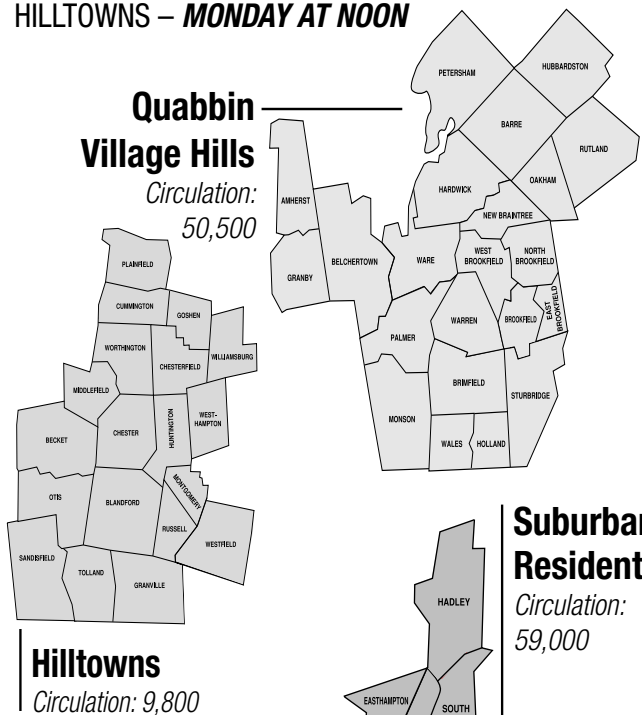 HILLTOWNS – MONDAY AT NOON
Quabbin
Village Hills
Circulation:
50,500
PETERSHAM
HUBBARDSTON
BARRE
RUTLAND
OAKHAM
HARDWICK
NEW BRAINTREE
AMHERST
BELCHERTOWN
GRANBY
WARE
WEST
BROOKFIELD
NORTH
BROOKFIELD
EAST
BROOKFIELD
BROOKFIELD
WARREN
PALMER
BRIMFIELD
STURBRIDGE
MONSON
WALES
HOLLAND
PLAINFIELD
CUMMINGTON
GOSHEN
WORTHINGTON
CHESTERFIELD
WILLIAMSBURG
MIDDLEFIELD
BECKET
CHESTER
HUNTINGTON
WEST-
HAMPTON
OTIS
BLANDFORD
MONTGOMERY
RUSSELL
WESTFIELD
SANDISFIELD
TOLLAND
GRANVILLE
Hilltowns
Circulation: 9,800
Suburban
Resident
Circulation:
59,000
HADLEY
EASTHAMPTON
SOUTH